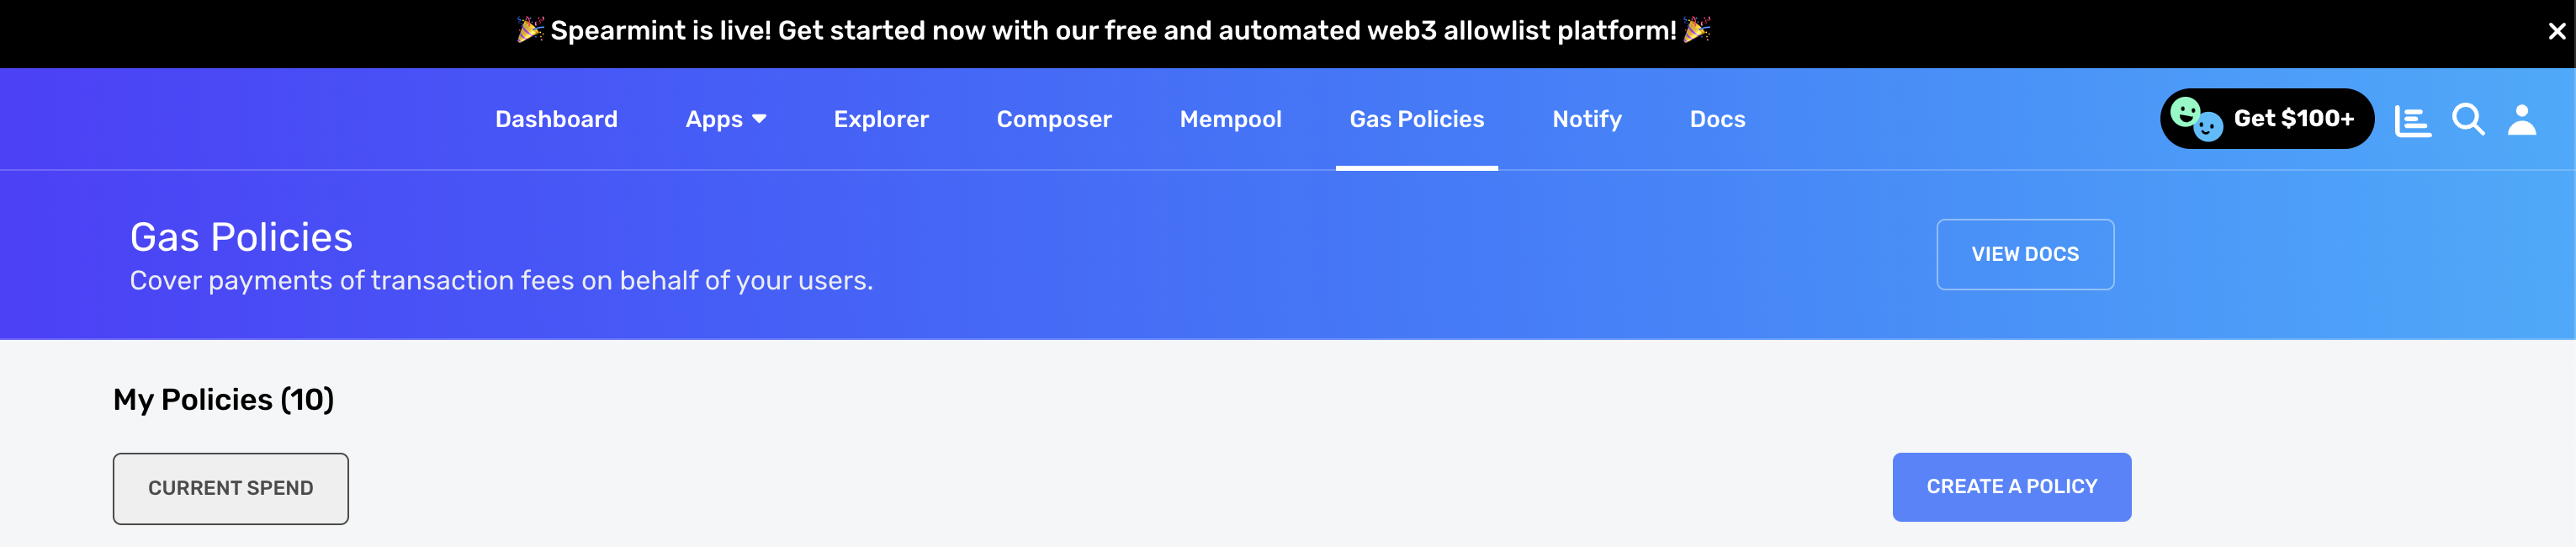 🎉 Spearmint is live! Get started now with our free and automated web3 allowlist platform! 🎉
Dashboard Apps Explorer Composer Mempool Gas Policies Notify Docs Get $100+
Gas Policies
VIEW DOCS
Cover payments of transaction fees on behalf of your users.
My Policies (10)
CURRENT SPEND CREATE A POLICY